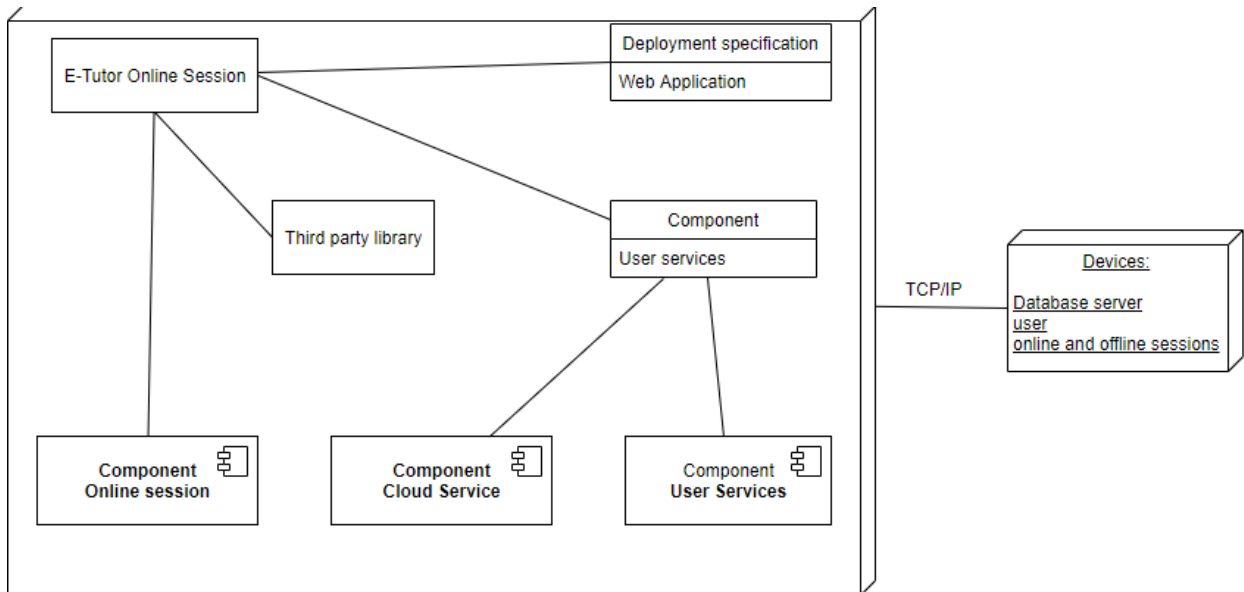 E-Tutor Online Session
Deployment specification
Web Application
Third party library
Component
User services
TCP/IP
Devices:
Database server
user
online and offline sessions
Component
Online session
Component
Cloud Service
Component
User Services